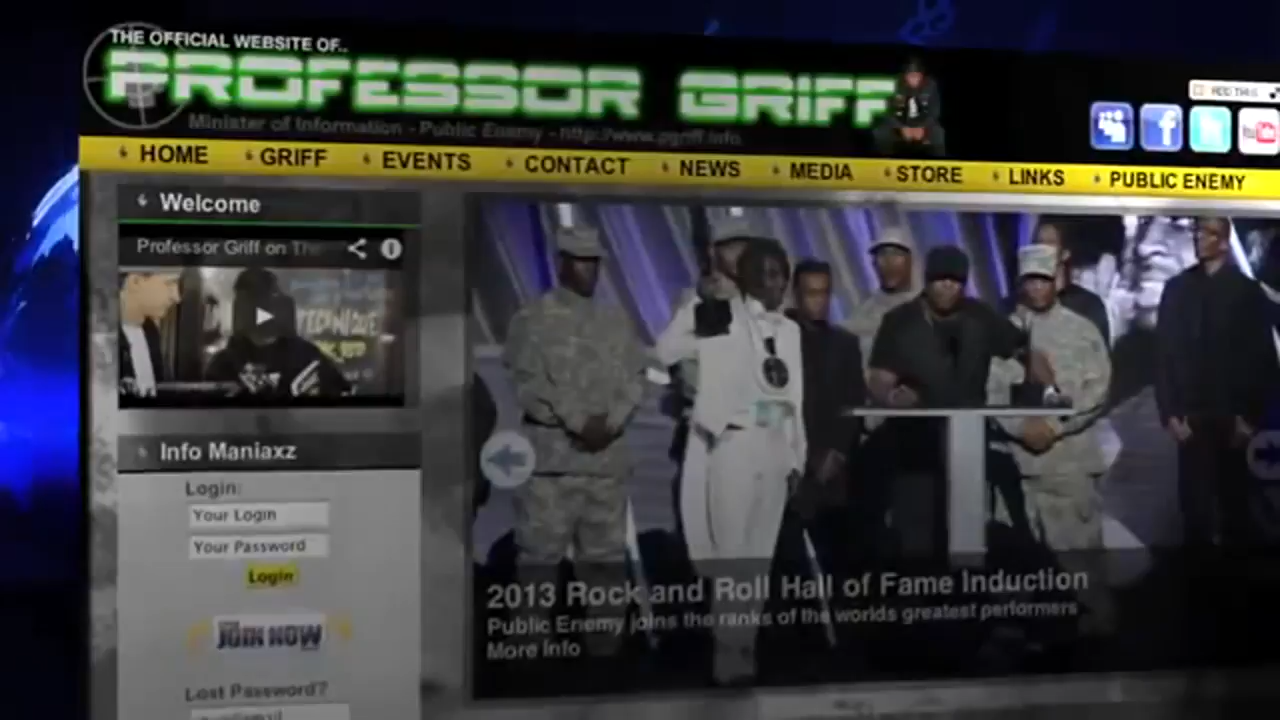 THE OFFICIAL WEBSITE OF..
PROFESSOR GRIFF
Minister of Information - Public Enemy - http://www.pgriff.info
ADD THIS
HOME GRIFF EVENTS CONTACT NEWS MEDIA STORE LINKS PUBLIC ENEMY
Welcome
Professor Griff on The
TECHNIQUE
Info Maniaxz
Login:
Your Login
Your Password
Login
JOIN NOW
Lost Password?
2013 Rock and Roll Hall of Fame Induction
Public Enemy joins the ranks of the worlds greatest performers
More Info